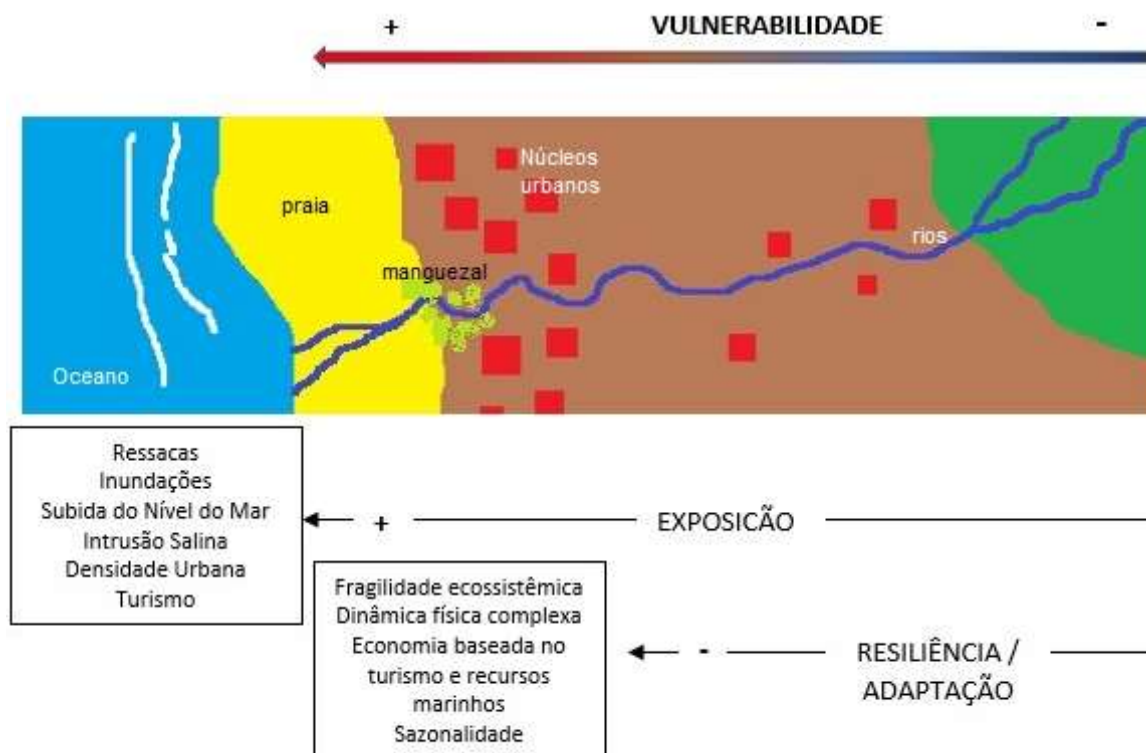 + VULNERABILIDADE -
Núcleos
urbanos
praia
rios
manguezal
Oceano
Ressacas
Inundações
Subida do Nível do Mar
Intrusão Salina
Densidade Urbana
Turismo
+ EXPOSICÃO
Fragilidade ecossistêmica
Dinâmica física complexa
Economia baseada no
turismo e recursos
marinhos
Sazonalidade
- RESILIÊNCIA /
ADAPTAÇÃO